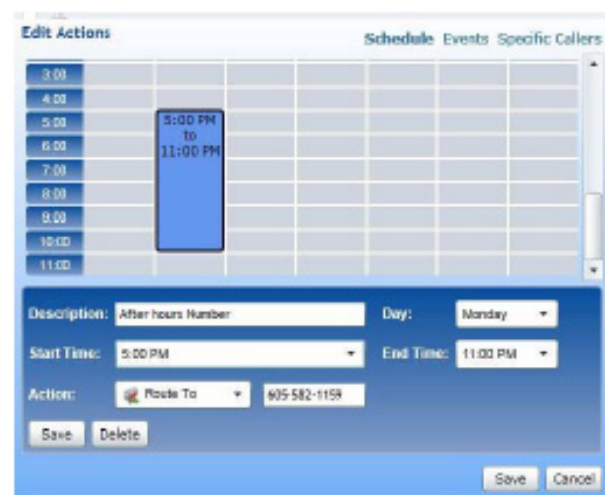 Edit Actions
Schedule Events Specific Callers
3:00
4:00
5:00
6:00
7:00
8:00
9:00
10:00
11:00
5:00 PM
to
11:00 PM
Description: After hours Number Day: Monday
Start Time: 5:00 PM End Time: 11:00 PM
Action: Route To 605-582-1159
Save Delete
Save Cancel